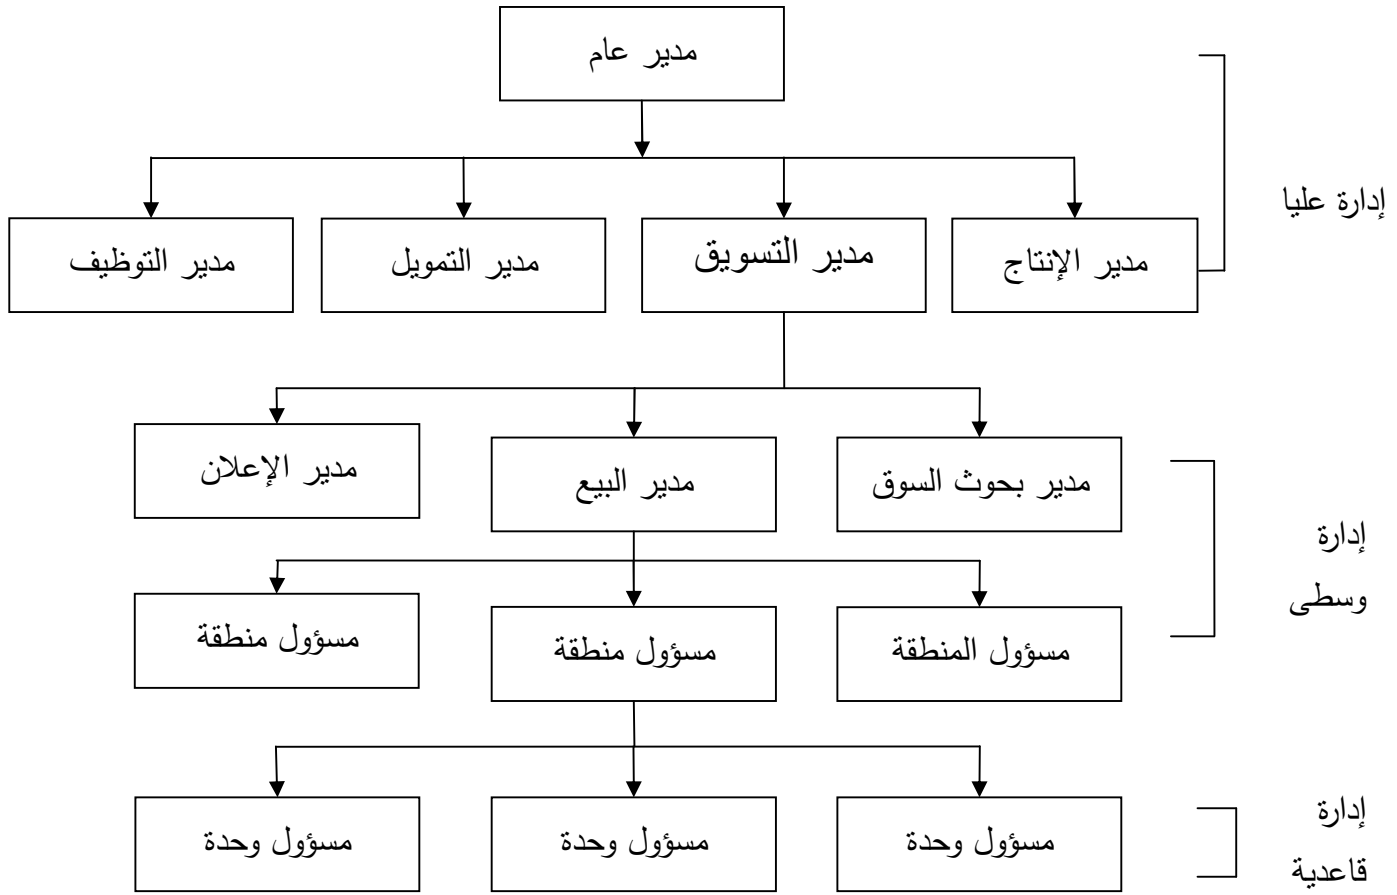 مدير عام
إدارة عليا
مدير الإنتاج
مدير التسويق
مدير التمويل
مدير التوظيف
مدير بحوث السوق
مدير البيع
مدير الإعلان
إدارة
وسطى
مسؤول المنطقة
مسؤول منطقة
مسؤول منطقة
إدارة
قاعدية
مسؤول وحدة
مسؤول وحدة
مسؤول وحدة